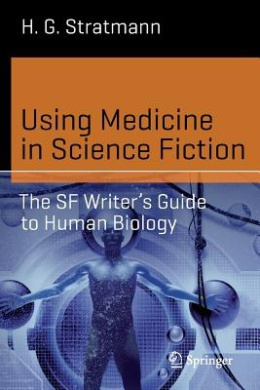 H. G. Stratmann
Using Medicine
in Science Fiction
The SF Writer's Guide
to Human Biology
Springer